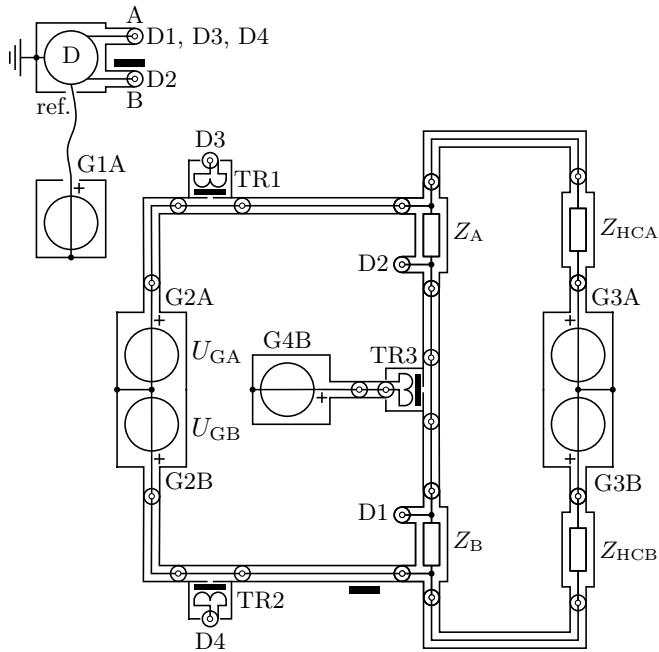 A
D1, D3, D4
D
D2
B
ref.
G1A
+
D3
TR1
Z_A
Z_HCA
D2
G2A
G3A
+
+
U_GA
G4B
TR3
+
U_GB
+
+
G2B
G3B
D1
Z_B
Z_HCB
TR2
D4